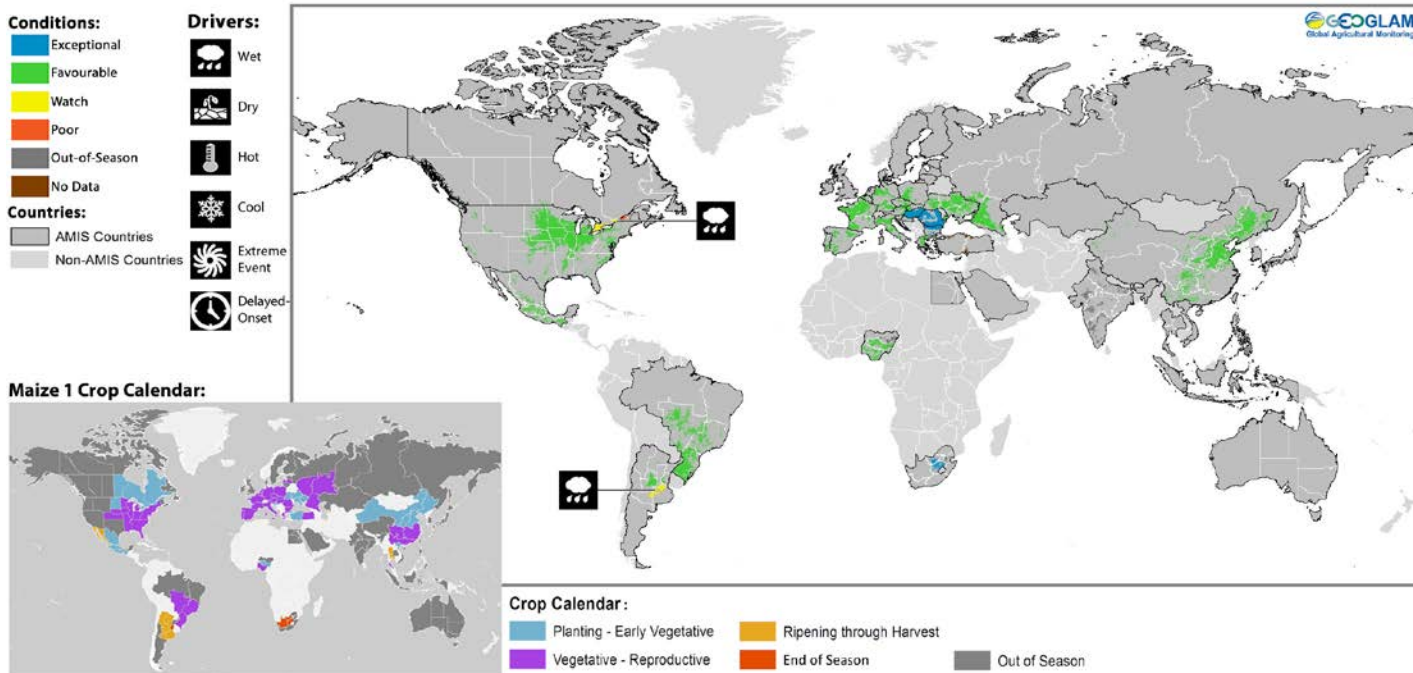 Conditions:
Exceptional
Favourable
Watch
Poor
Out-of-Season
No Data
Countries:
AMIS Countries
Non-AMIS Countries
Drivers:
Wet
Dry
Hot
Cool
Extreme
Event
Delayed-
Onset
GEOGLAM
Global Agricultural Monitoring
Maize 1 Crop Calendar:
Crop Calendar :
Planting - Early Vegetative
Ripening through Harvest
Vegetative - Reproductive
End of Season
Out of Season